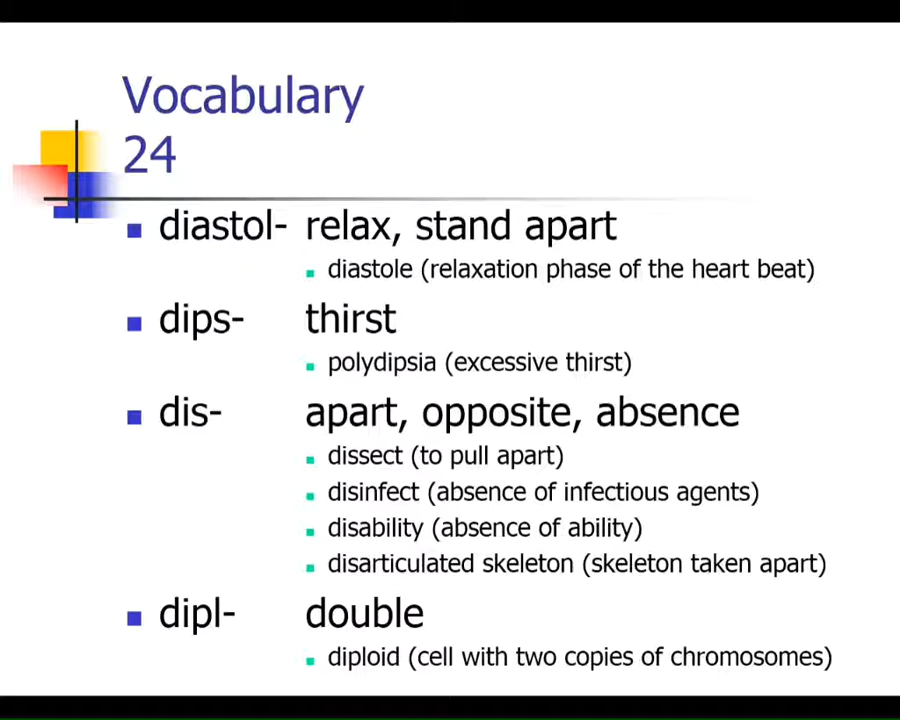 Vocabulary
24
diastol- relax, stand apart
diastole (relaxation phase of the heart beat)
dips- thirst
polydipsia (excessive thirst)
dis- apart, opposite, absence
dissect (to pull apart)
disinfect (absence of infectious agents)
disability (absence of ability)
disarticulated skeleton (skeleton taken apart)
dipl- double
diploid (cell with two copies of chromosomes)